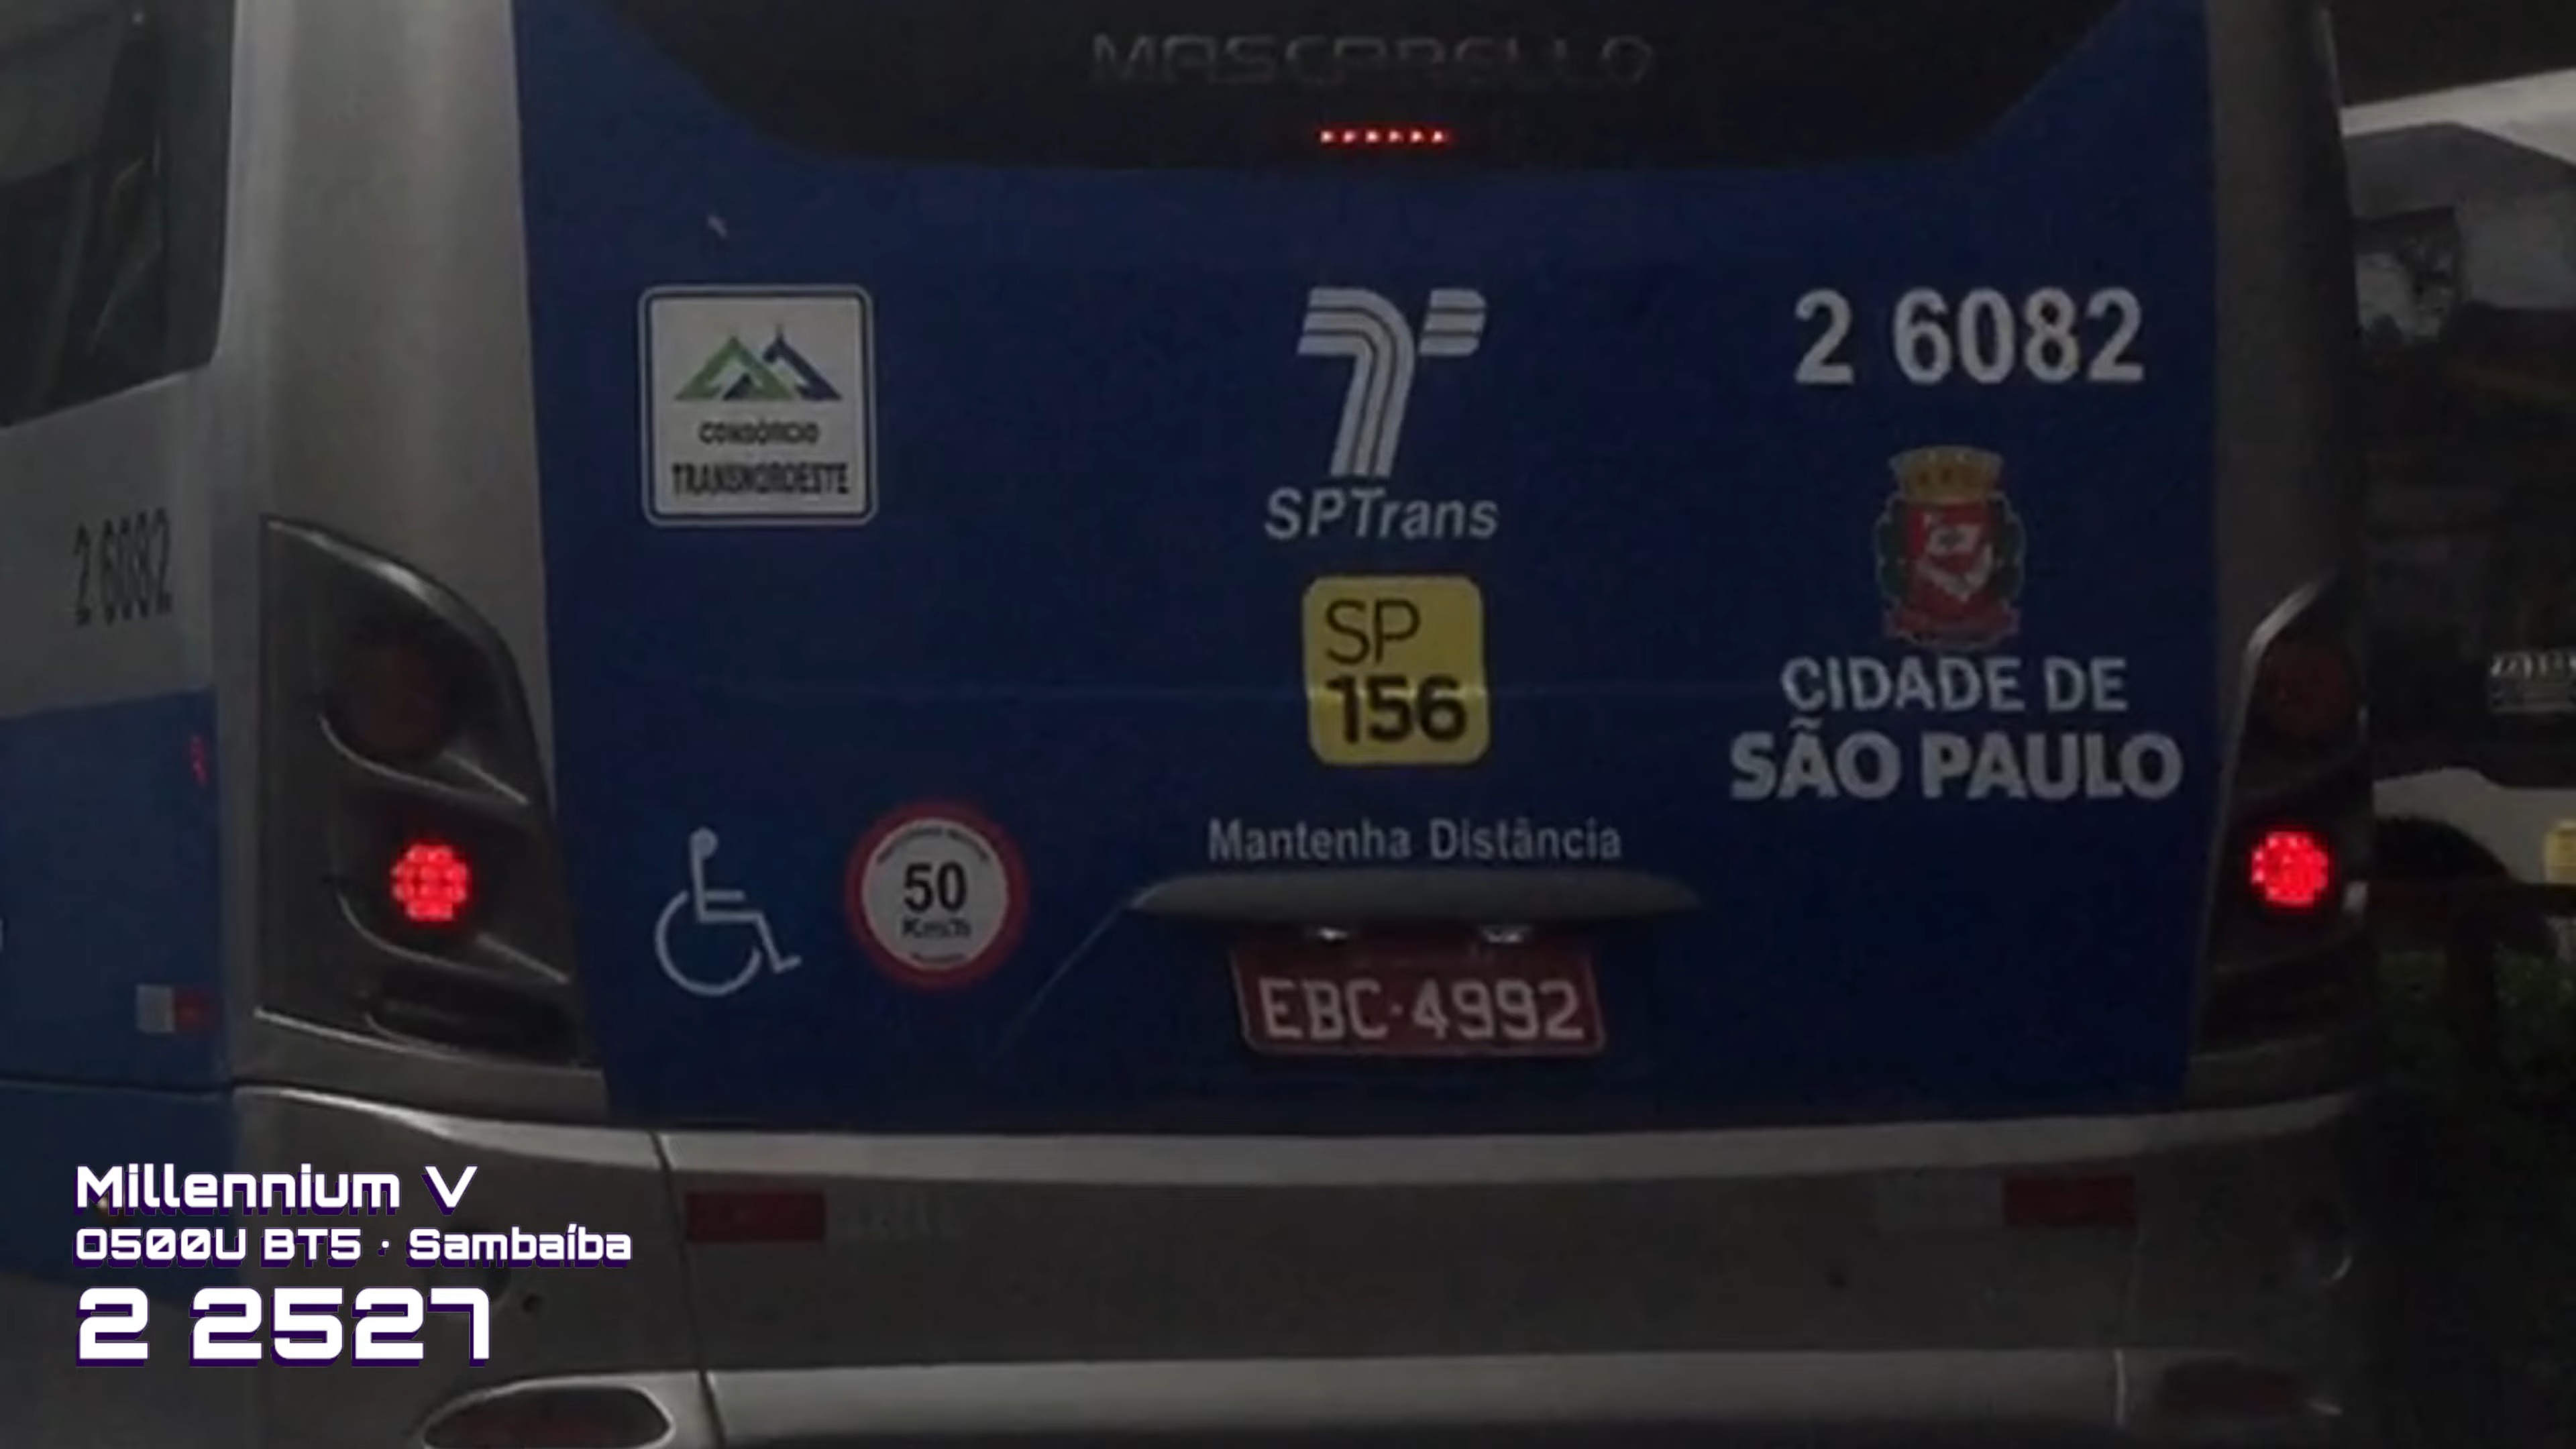 MASCARELLO
2 6082
CONSÓRCIO
TRANSNOROESTE
SPTrans
2 6082
SP
156
CIDADE DE
SÃO PAULO
Mantenha Distância
50
Km/h
EBC·4992
Millennium V
O500U BT5 · Sambaíba
2 2527